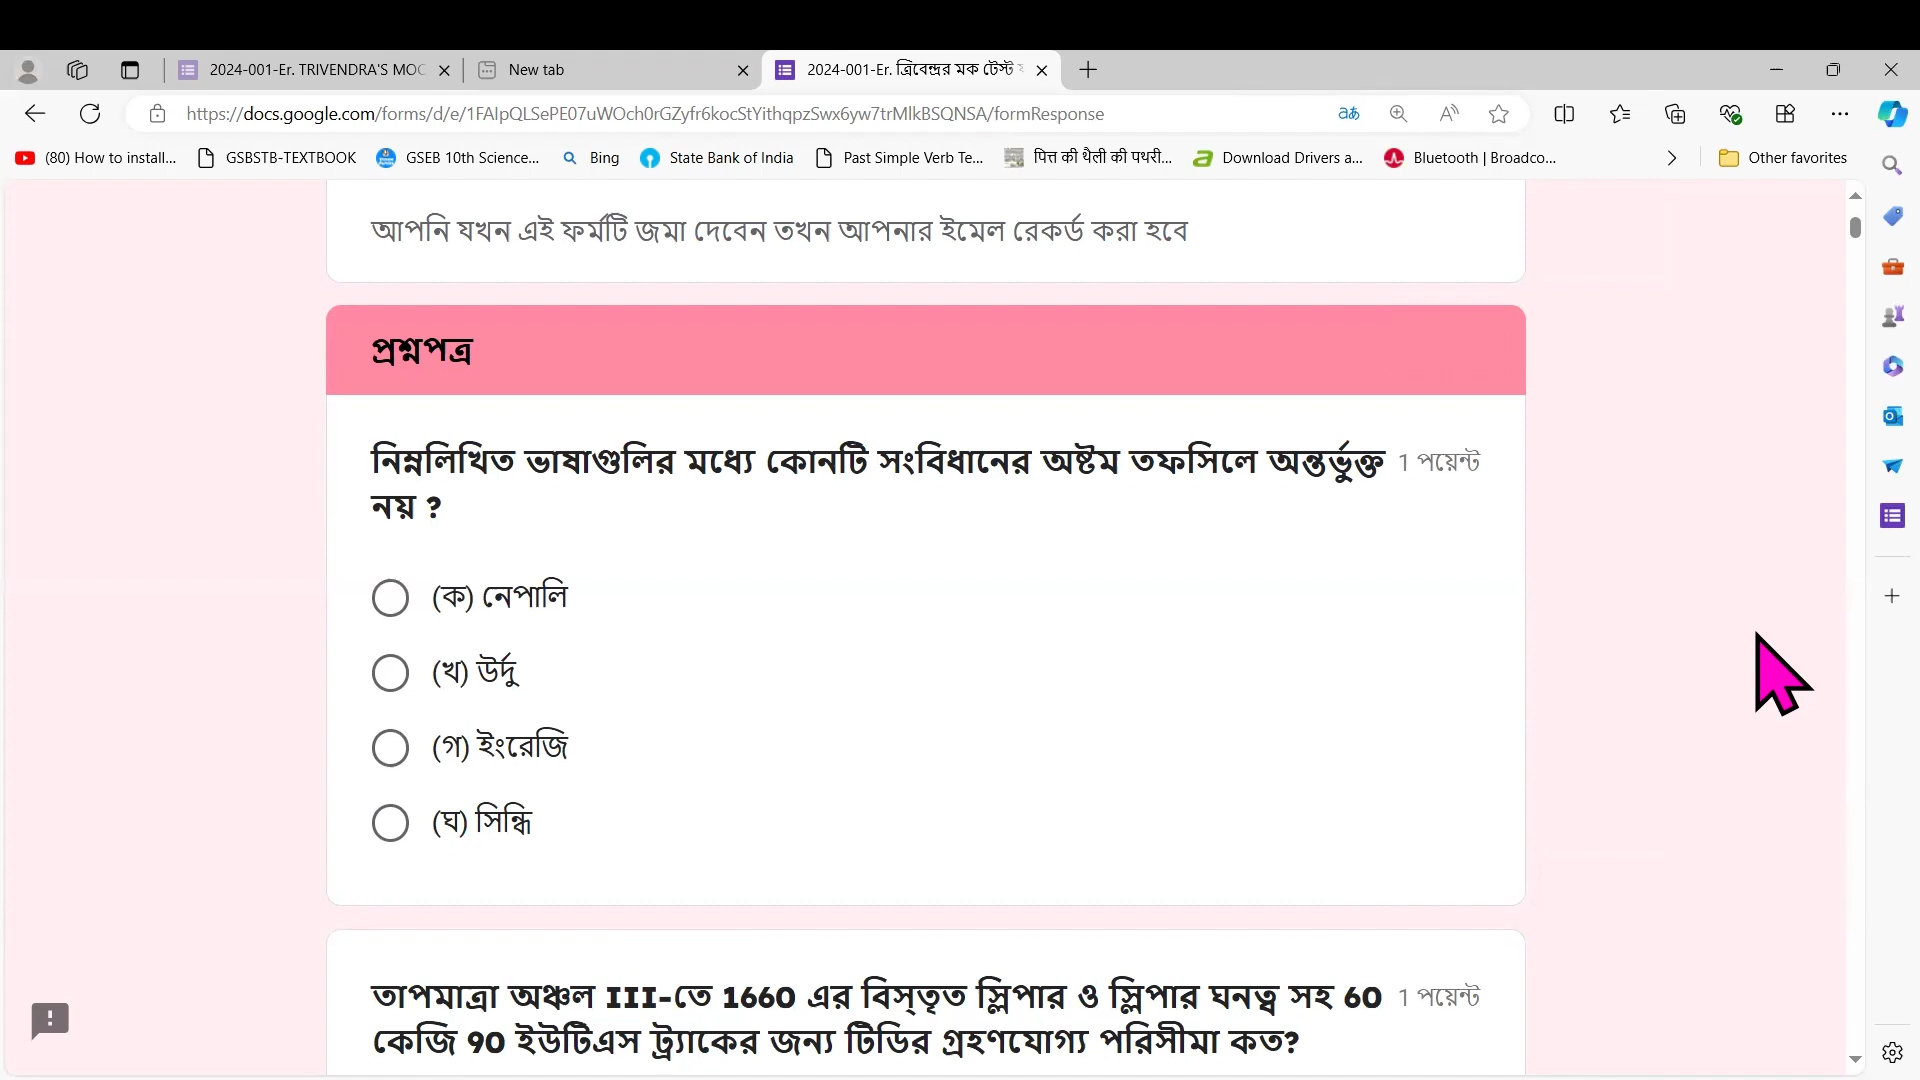 2024-001-Er. TRIVENDRA'S MOC
New tab
2024-001-Er. ত্রিবেন্দ্রর মক টেস্ট
https://docs.google.com/forms/d/e/1FAIpQLSePE07uWOch0rGZyfr6kocStYithqpzSwx6yw7trMlkBSQNSA/formResponse
(80) How to install...
GSBSTB-TEXTBOOK
GSEB 10th Science...
Bing
State Bank of India
Past Simple Verb Te...
पित्त की थैली की पथरी...
Download Drivers a...
Bluetooth | Broadco...
Other favorites
আপনি যখন এই ফর্মটি জমা দেবেন তখন আপনার ইমেল রেকর্ড করা হবে
প্রশ্নপত্র
নিম্নলিখিত ভাষাগুলির মধ্যে কোনটি সংবিধানের অষ্টম তফসিলে অন্তর্ভুক্ত 1 পয়েন্ট
নয় ?
(ক) নেপালি
(খ) উর্দু
(গ) ইংরেজি
(ঘ) সিন্ধি
তাপমাত্রা অঞ্চল III-তে 1660 এর বিস্তৃত স্লিপার ও স্লিপার ঘনত্ব সহ 60 1 পয়েন্ট
কেজি 90 ইউটিএস ট্র্যাকের জন্য টিডির গ্রহণযোগ্য পরিসীমা কত?